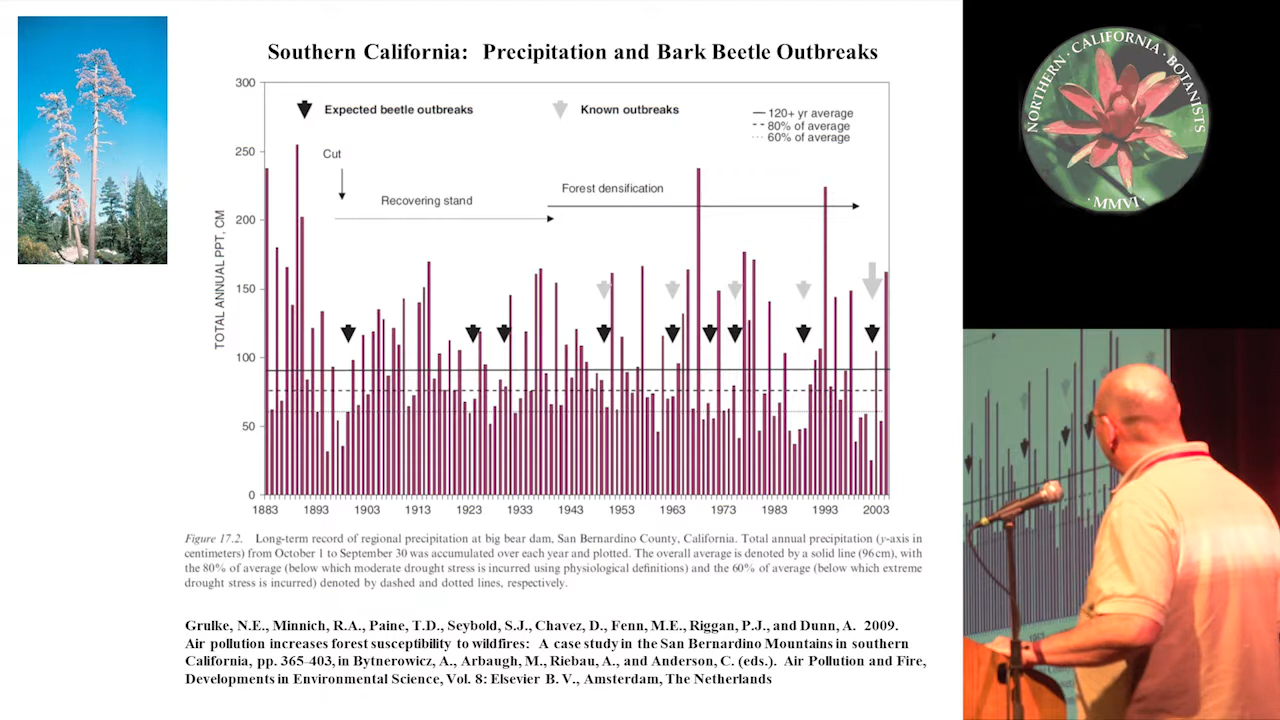 Southern California: Precipitation and Bark Beetle Outbreaks
300
250
200
150
100
50
0
TOTAL ANNUAL PPT, CM
Expected beetle outbreaks
Known outbreaks
120+ yr average
80% of average
60% of average
Cut
Recovering stand
Forest densification
1883 1893 1903 1913 1923 1933 1943 1953 1963 1973 1983 1993 2003
Figure 17.2. Long-term record of regional precipitation at big bear dam, San Bernardino County, California. Total annual precipitation (y-axis in
centimeters) from October 1 to September 30 was accumulated over each year and plotted. The overall average is denoted by a solid line (96 cm), with
the 80% of average (below which moderate drought stress is incurred using physiological definitions) and the 60% of average (below which extreme
drought stress is incurred) denoted by dashed and dotted lines, respectively.
Grulke, N.E., Minnich, R.A., Paine, T.D., Seybold, S.J., Chavez, D., Fenn, M.E., Riggan, P.J., and Dunn, A. 2009.
Air pollution increases forest susceptibility to wildfires: A case study in the San Bernardino Mountains in southern
California, pp. 365-403, in Bytnerowicz, A., Arbaugh, M., Riebau, A., and Anderson, C. (eds.). Air Pollution and Fire,
Developments in Environmental Science, Vol. 8: Elsevier B. V., Amsterdam, The Netherlands
NORTHERN · CALIFORNIA · BOTANISTS
· MMVI ·